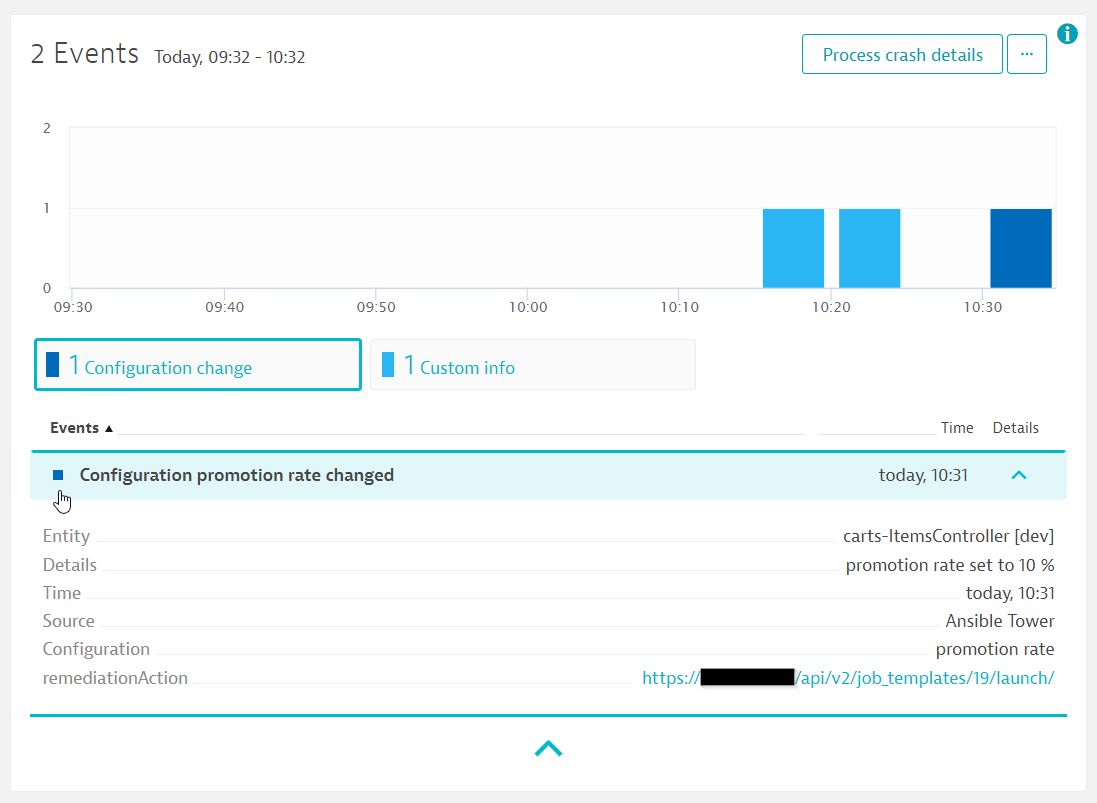 2 Events Today, 09:32 - 10:32
Process crash details ...
2
1
0
09:30 09:40 09:50 10:00 10:10 10:20 10:30
1 Configuration change 1 Custom info
Events ▲ Time Details
Configuration promotion rate changed today, 10:31
Entity carts-ItemsController [dev]
Details promotion rate set to 10 %
Time today, 10:31
Source Ansible Tower
Configuration promotion rate
remediationAction https:// /api/v2/job_templates/19/launch/